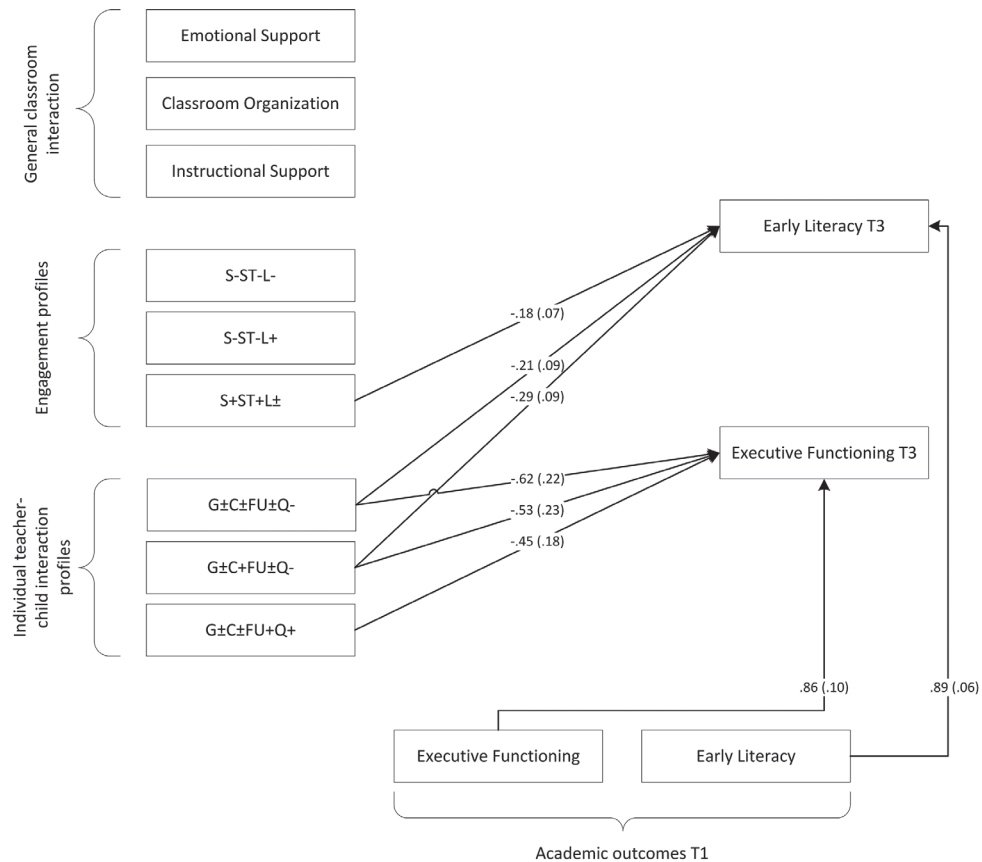 General classroom
interaction
Emotional Support
Classroom Organization
Instructional Support
Engagement profiles
S-ST-L-
S-ST-L+
S+ST+L±
Individual teacher-
child interaction
profiles
G±C±FU±Q-
G±C+FU±Q-
G±C±FU+Q+
-.18 (.07)
-.21 (.09)
-.29 (.09)
-.62 (.22)
-.53 (.23)
-.45 (.18)
Early Literacy T3
Executive Functioning T3
.86 (.10)
.89 (.06)
Executive Functioning
Early Literacy
Academic outcomes T1